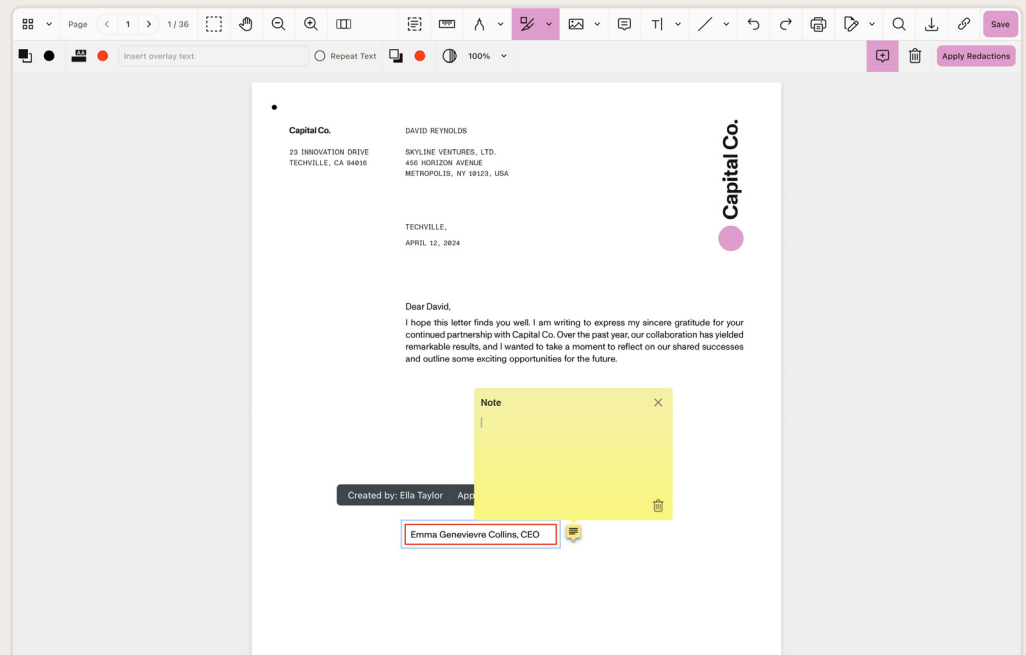 Page
1
1 / 36
T
Save
AA
Insert overlay text
Repeat Text
100%
Apply Redactions
Capital Co.
23 INNOVATION DRIVE
TECHVILLE, CA 94016
DAVID REYNOLDS
SKYLINE VENTURES, LTD.
456 HORIZON AVENUE
METROPOLIS, NY 10123, USA
Capital Co.
TECHVILLE,
APRIL 12, 2024
Dear David,
I hope this letter finds you well. I am writing to express my sincere gratitude for your
continued partnership with Capital Co. Over the past year, our collaboration has yielded
remarkable results, and I wanted to take a moment to reflect on our shared successes
and outline some exciting opportunities for the future.
Note
Created by: Ella Taylor
App
Emma Genevievre Collins, CEO